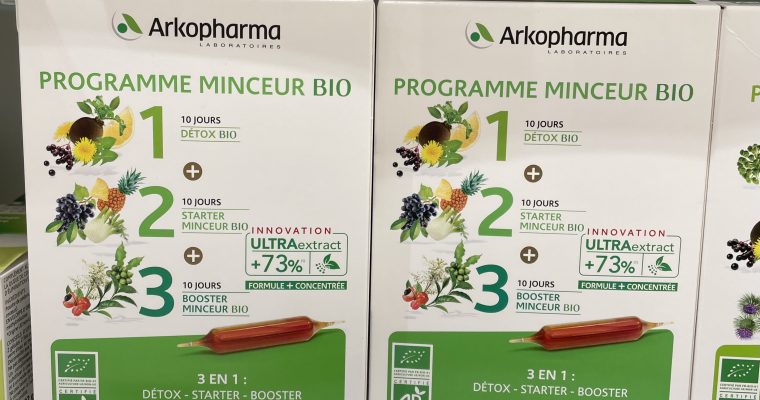 Arkopharma
LABORATOIRES
PROGRAMME MINCEUR BIO
1
10 JOURS
DÉTOX BIO
+
2
10 JOURS
STARTER
MINCEUR BIO
+
3
10 JOURS
BOOSTER
MINCEUR BIO
INNOVATION
ULTRAextract
+73%
FORMULE + CONCENTRÉE
3 EN 1 :
DÉTOX - STARTER - BOOSTER
CERTIFIÉ
Arkopharma
LABORATOIRES
PROGRAMME MINCEUR BIO
1
10 JOURS
DÉTOX BIO
+
2
10 JOURS
STARTER
MINCEUR BIO
+
3
10 JOURS
BOOSTER
MINCEUR BIO
INNOVATION
ULTRAextract
+73%
FORMULE + CONCENTRÉE
3 EN 1 :
DÉTOX - STARTER - BOOSTER
AB
P